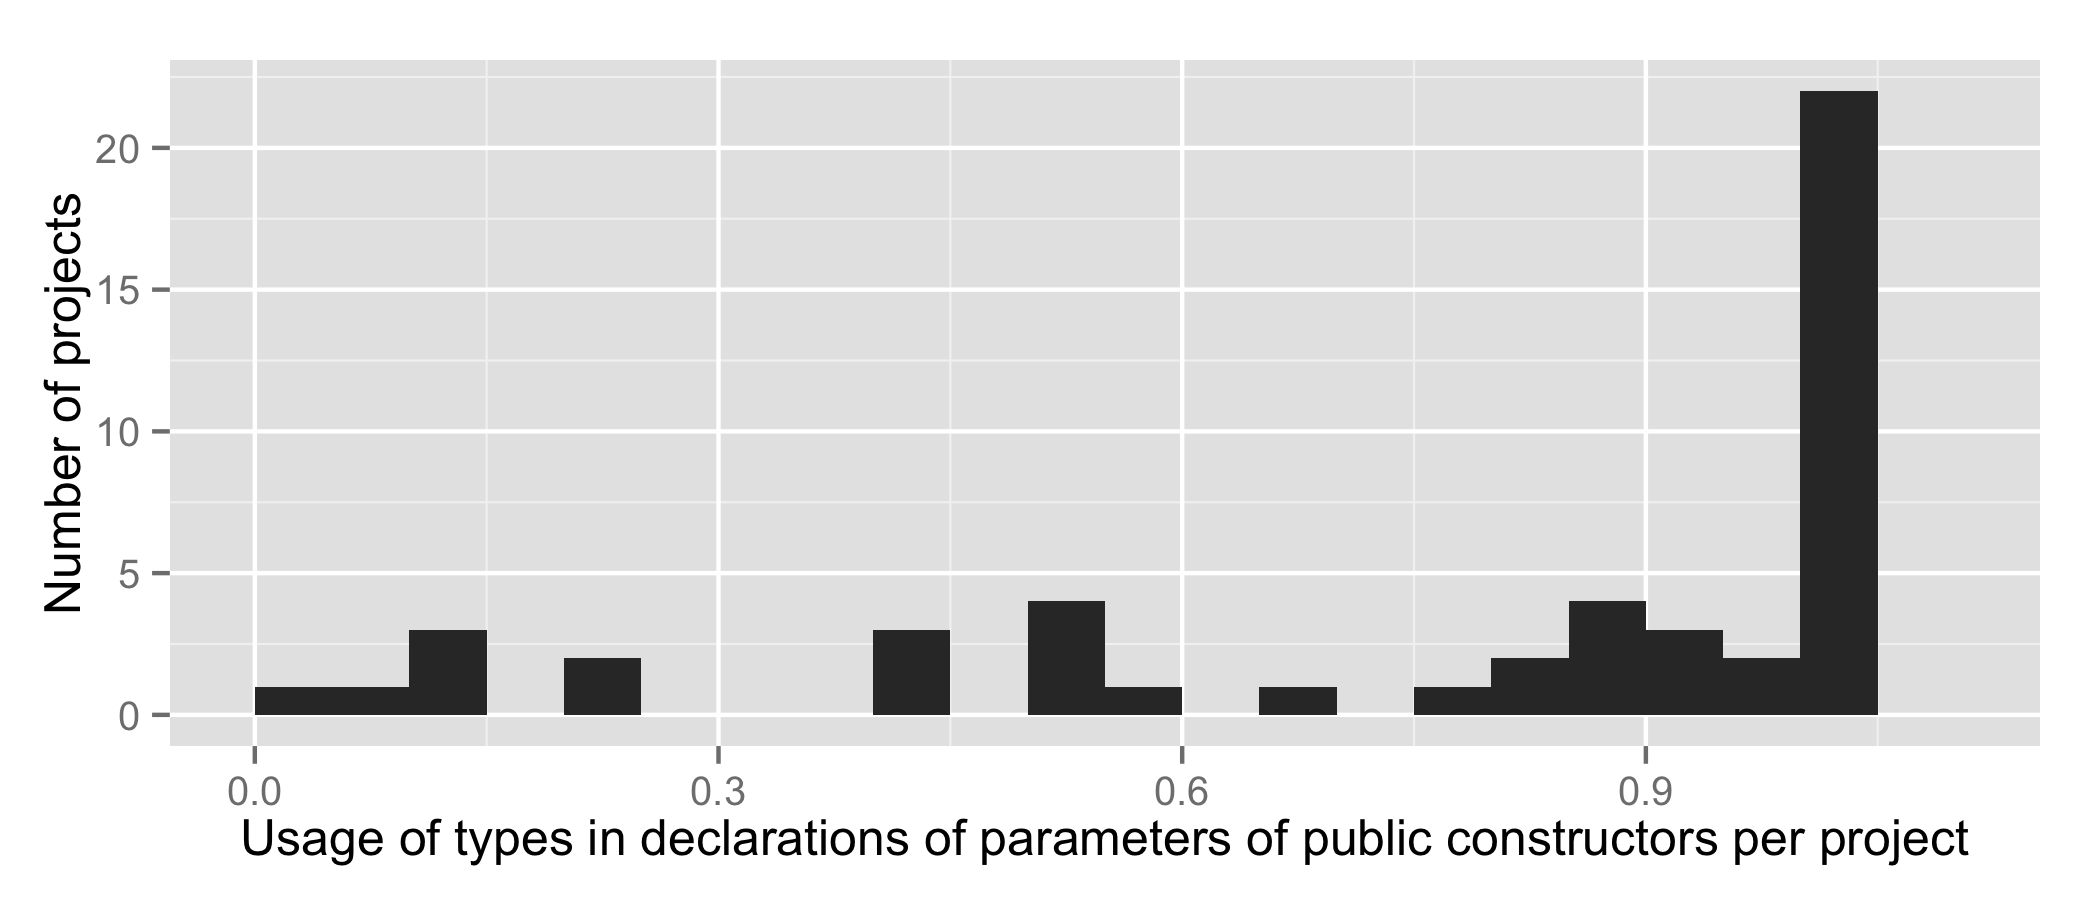 Number of projects
20
15
10
5
0
0.0 0.3 0.6 0.9
Usage of types in declarations of parameters of public constructors per project